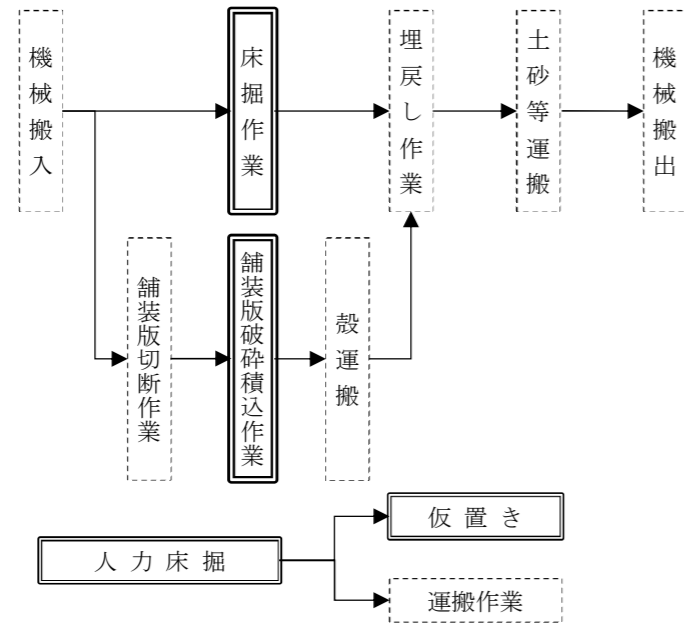 機械搬入
床掘作業
埋戻し作業
土砂等運搬
機械搬出
舗装版切断作業
舗装版破砕積込作業
殻運搬
人力床掘
仮置き
運搬作業